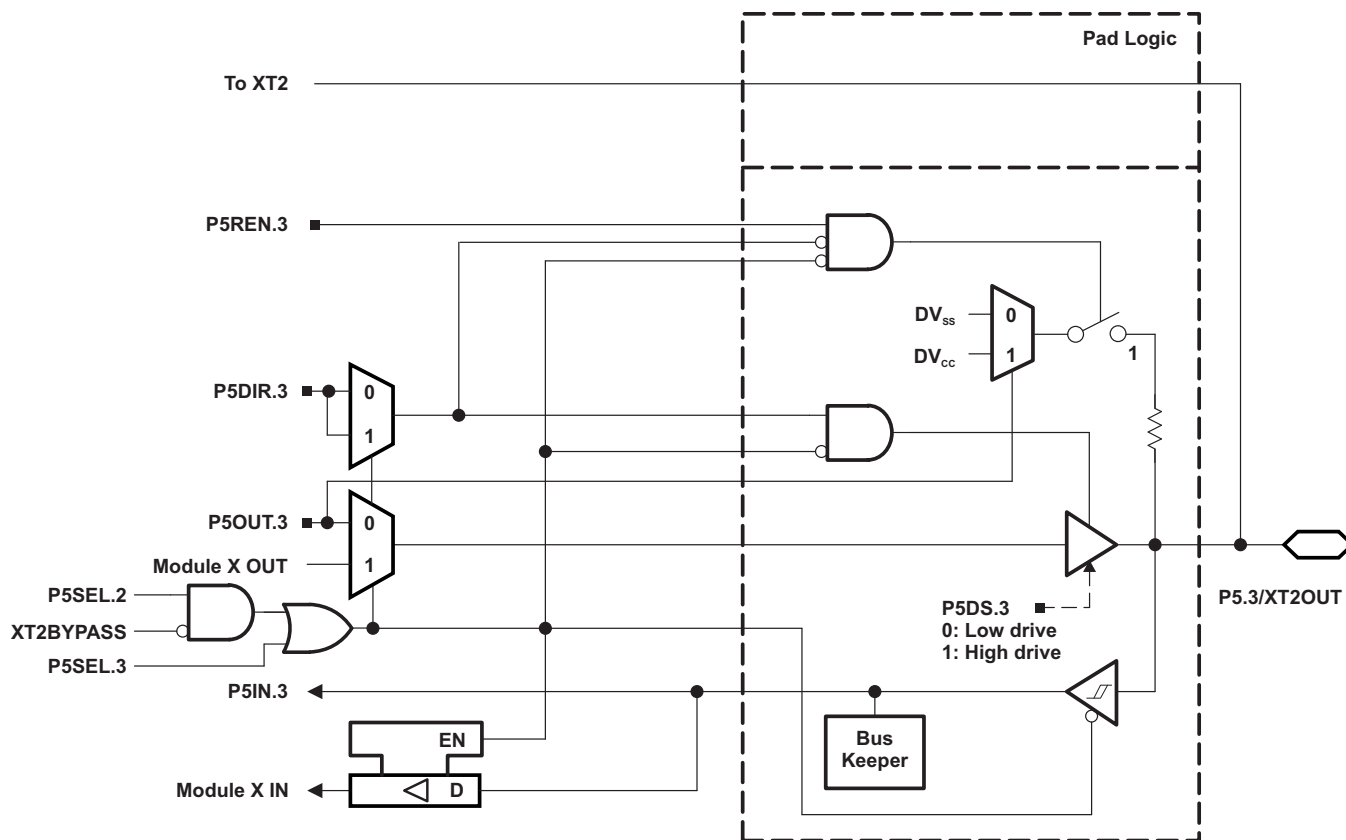 Pad Logic
To XT2
P5REN.3
DVSS
0
DVCC
1
1
P5DIR.3
0
1
P5OUT.3
0
Module X OUT
1
P5SEL.2
XT2BYPASS
P5SEL.3
P5DS.3
0: Low drive
1: High drive
P5.3/XT2OUT
P5IN.3
Bus
Keeper
EN
Module X IN
D